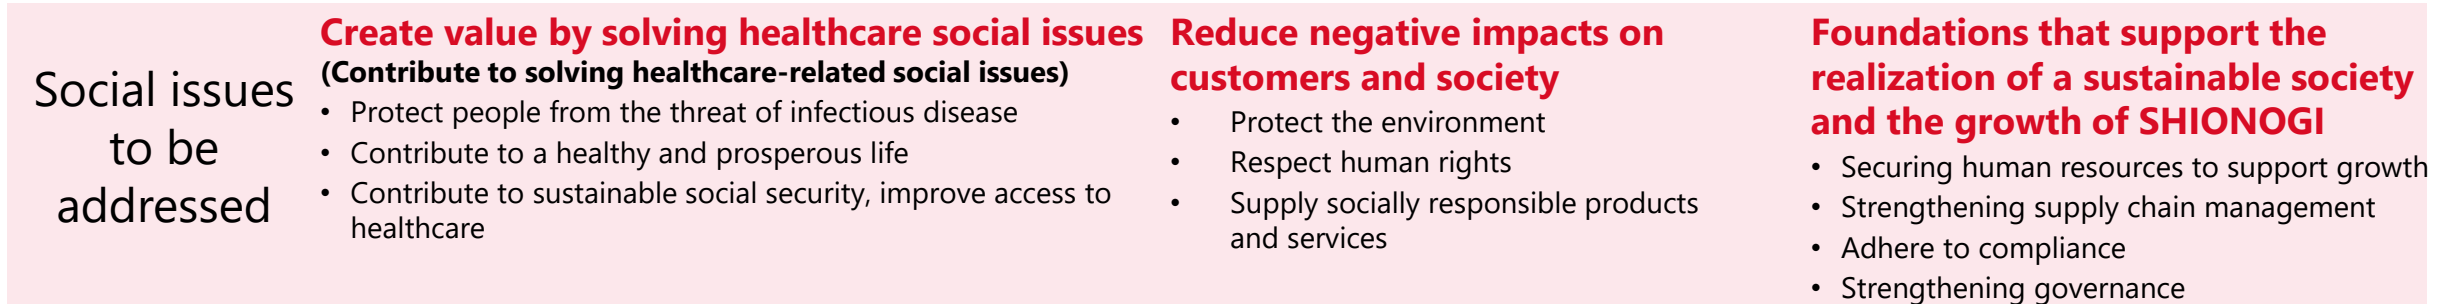 Social issues
to be
addressed
Create value by solving healthcare social issues
(Contribute to solving healthcare-related social issues)
• Protect people from the threat of infectious disease
• Contribute to a healthy and prosperous life
• Contribute to sustainable social security, improve access to
healthcare
Reduce negative impacts on
customers and society
• Protect the environment
• Respect human rights
• Supply socially responsible products
and services
Foundations that support the
realization of a sustainable society
and the growth of SHIONOGI
• Securing human resources to support growth
• Strengthening supply chain management
• Adhere to compliance
• Strengthening governance